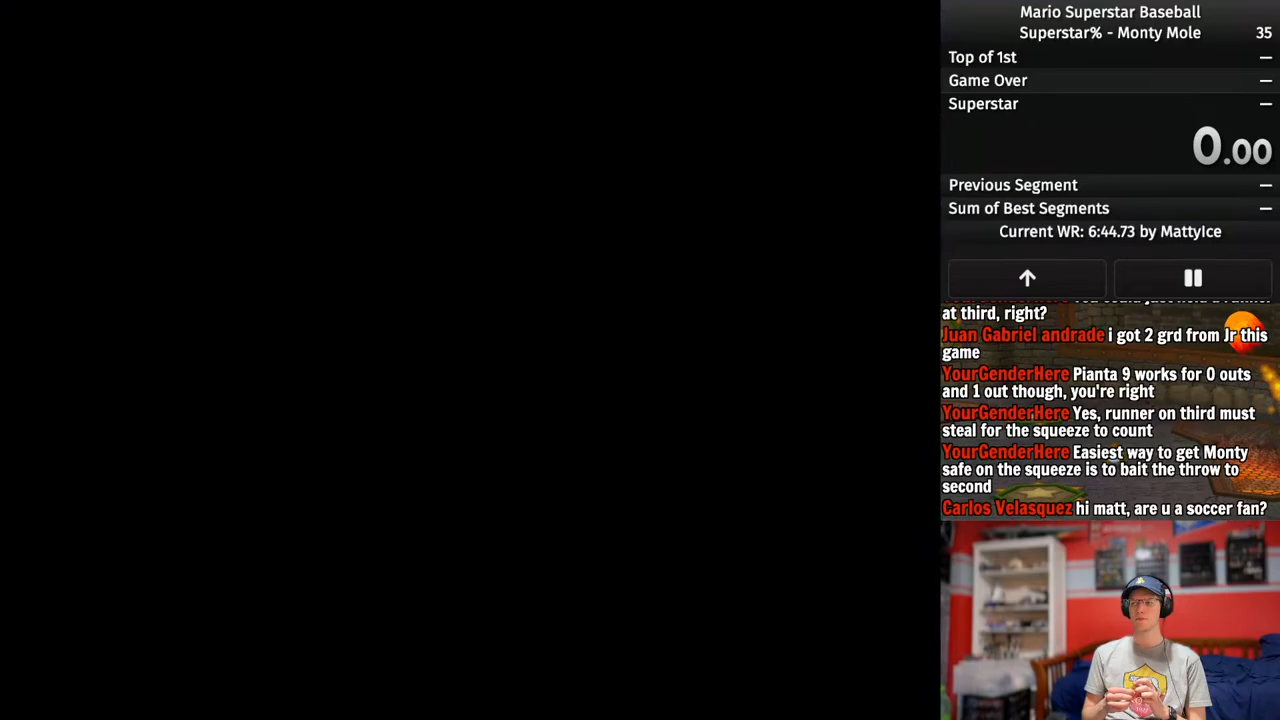 Mario Superstar Baseball
Superstar% - Monty Mole 35
Top of 1st —
Game Over —
Superstar —
0.00
Previous Segment —
Sum of Best Segments —
Current WR: 6:44.73 by MattyIce
at third, right?
Juan Gabriel andrade i got 2 grd from Jr this
game
YourGenderHere Pianta 9 works for 0 outs
and 1 out though, you're right
YourGenderHere Yes, runner on third must
steal for the squeeze to count
YourGenderHere Easiest way to get Monty
safe on the squeeze is to bait the throw to
second
Carlos Velasquez hi matt, are u a soccer fan?